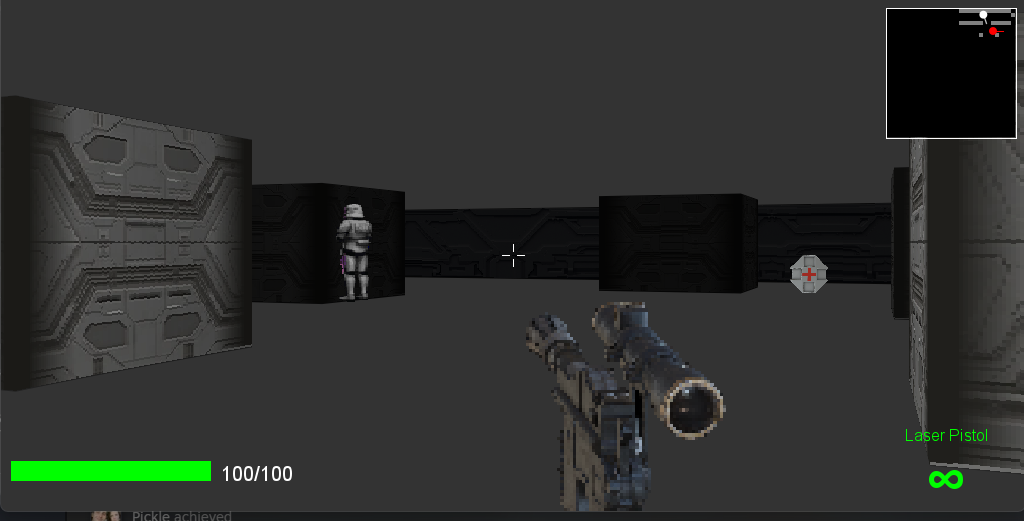 Laser Pistol
100/100
∞
Pickle achieved